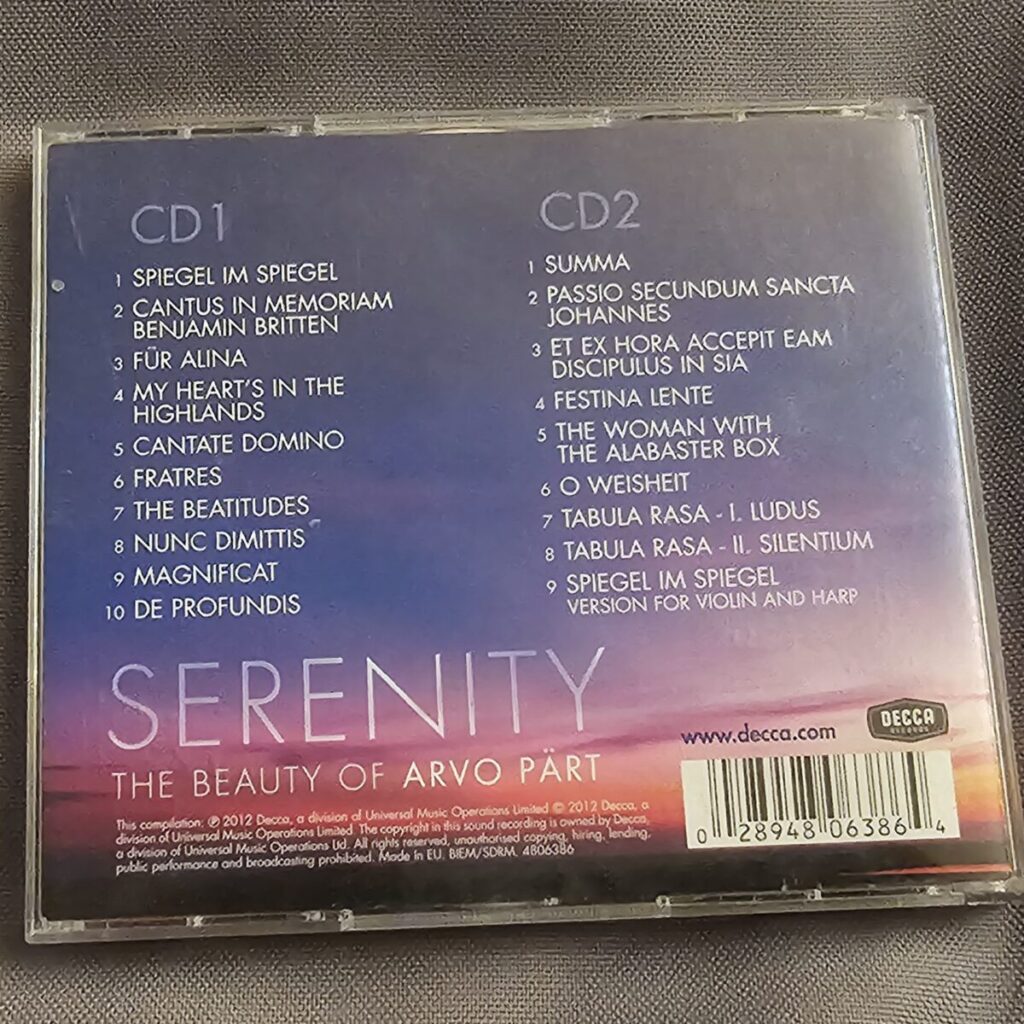 CD1
1 SPIEGEL IM SPIEGEL
2 CANTUS IN MEMORIAM
BENJAMIN BRITTEN
3 FÜR ALINA
4 MY HEART'S IN THE
HIGHLANDS
5 CANTATE DOMINO
6 FRATRES
7 THE BEATITUDES
8 NUNC DIMITTIS
9 MAGNIFICAT
10 DE PROFUNDIS
CD2
1 SUMMA
2 PASSIO SECUNDUM SANCTA
JOHANNES
3 ET EX HORA ACCEPIT EAM
DISCIPULUS IN SIA
4 FESTINA LENTE
5 THE WOMAN WITH
THE ALABASTER BOX
6 O WEISHEIT
7 TABULA RASA - I. LUDUS
8 TABULA RASA - II. SILENTIUM
9 SPIEGEL IM SPIEGEL
VERSION FOR VIOLIN AND HARP
SERENITY
THE BEAUTY OF ARVO PÄRT
This compilation: ℗ 2012 Decca, a division of Universal Music Operations Limited © 2012 Decca, a
division of Universal Music Operations Limited. The copyright in this sound recording is owned by Decca,
a division of Universal Music Operations Ltd. All rights reserved, unauthorised copying, hiring, lending,
public performance and broadcasting prohibited. Made in EU. BIEM/SDRM. 4806386
www.decca.com
DECCA
RECORDS
0 28948 06386 4